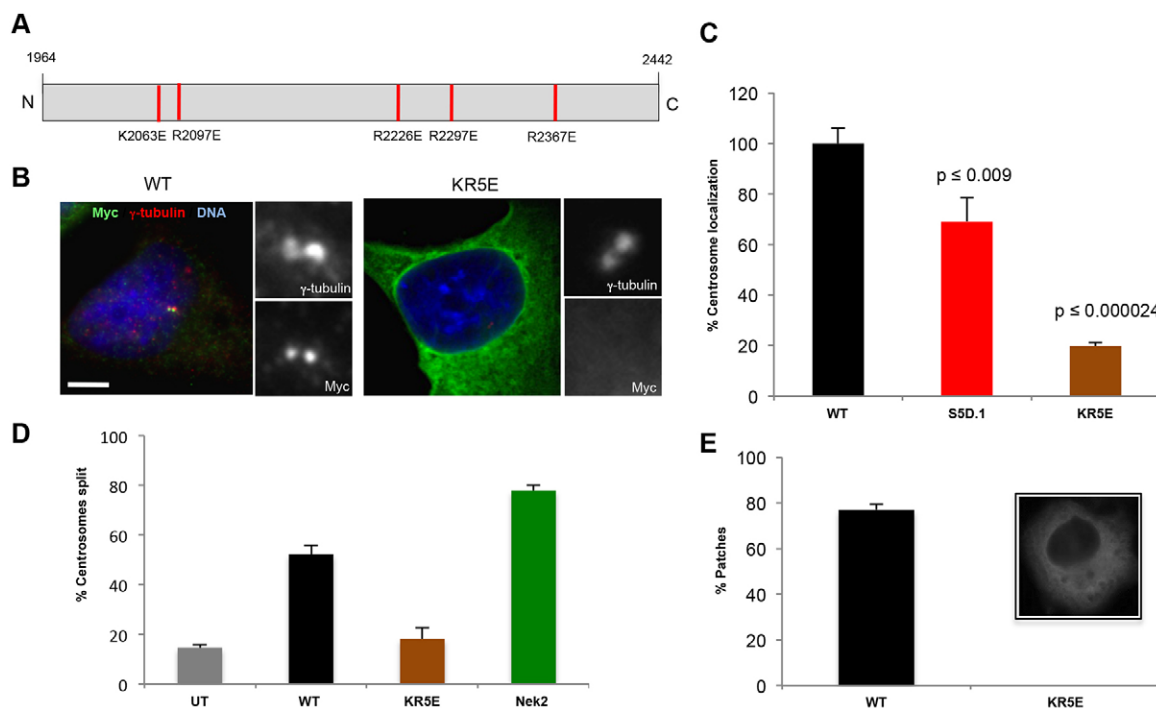 A
1964
2442
N
C
K2063E
R2097E
R2226E
R2297E
R2367E
B
WT
KR5E
Myc
γ-tubulin
DNA
γ-tubulin
Myc
γ-tubulin
Myc
C
% Centrosome localization
120
100
80
60
40
20
0
p ≤ 0.009
p ≤ 0.000024
WT
S5D.1
KR5E
D
% Centrosomes split
100
80
60
40
20
0
UT
WT
KR5E
Nek2
E
% Patches
100
80
60
40
20
0
WT
KR5E